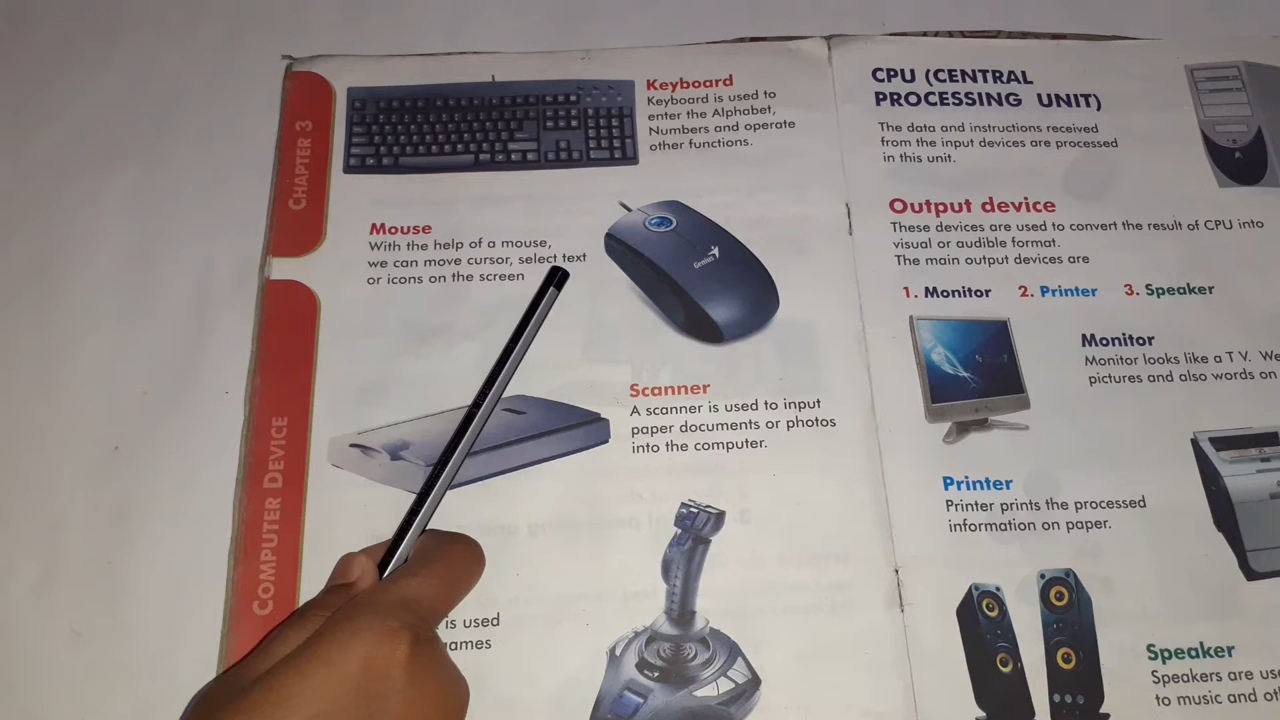 CHAPTER 3
COMPUTER DEVICE
Keyboard
Keyboard is used to
enter the Alphabet,
Numbers and operate
other functions.
Mouse
With the help of a mouse,
we can move cursor, select text
or icons on the screen
Genius
Scanner
A scanner is used to input
paper documents or photos
into the computer.
is used
games
CPU (CENTRAL
PROCESSING UNIT)
The data and instructions received
from the input devices are processed
in this unit.
Output device
These devices are used to convert the result of CPU into
visual or audible format.
The main output devices are
1. Monitor 2. Printer 3. Speaker
Monitor
Monitor looks like a T V. We
pictures and also words on
Printer
Printer prints the processed
information on paper.
Speaker
Speakers are use
to music and ot